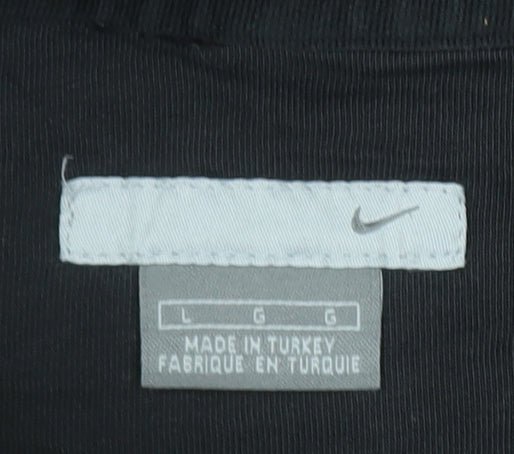 L G G
MADE IN TURKEY
FABRIQUE EN TURQUIE